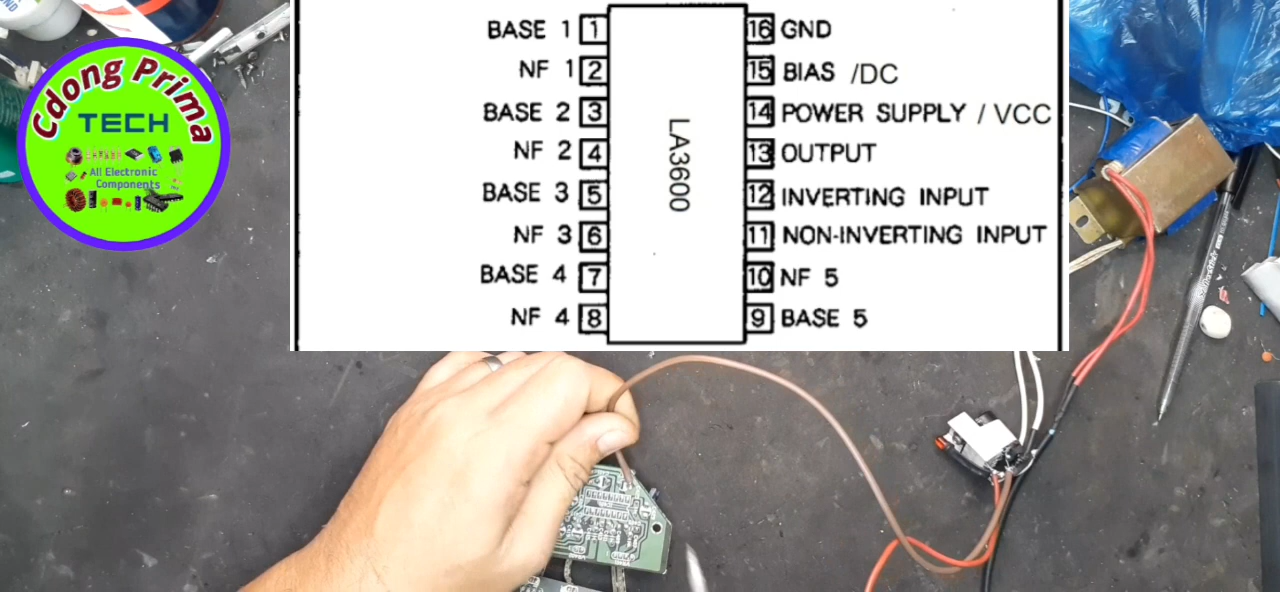 Cdong Prima
TECH
All Electronic
Components
BASE 1 1
NF 1 2
BASE 2 3
NF 2 4
BASE 3 5
NF 3 6
BASE 4 7
NF 4 8
LA3600
16 GND
15 BIAS /DC
14 POWER SUPPLY / VCC
13 OUTPUT
12 INVERTING INPUT
11 NON-INVERTING INPUT
10 NF 5
9 BASE 5